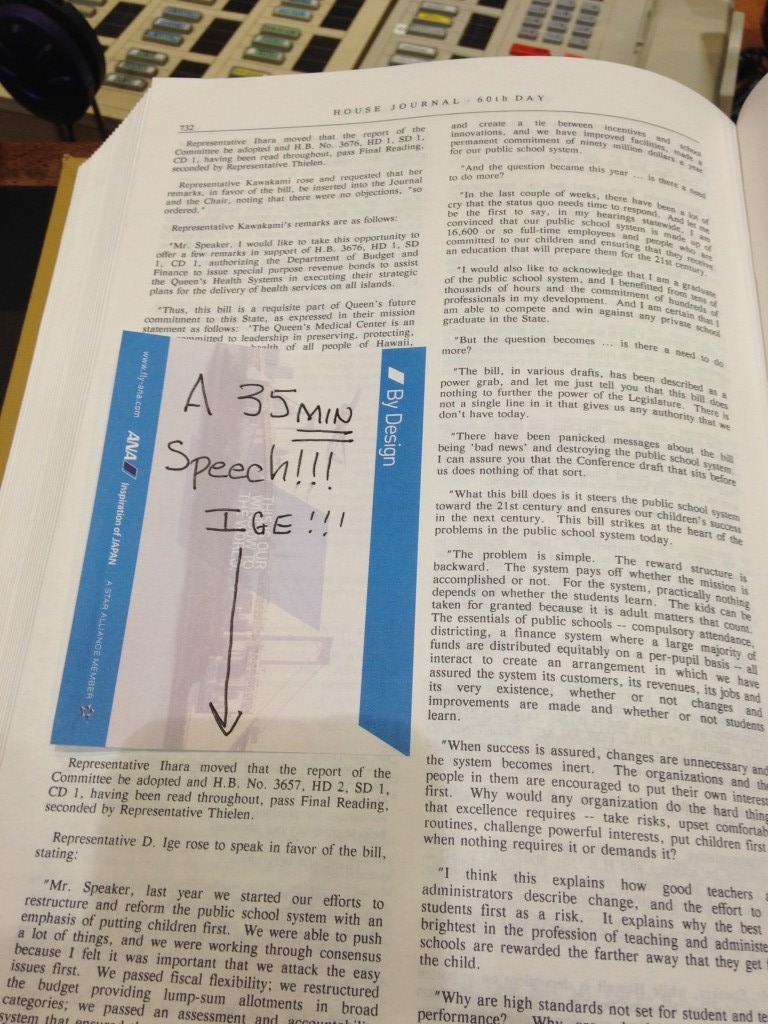 HOUSE JOURNAL - 60th DAY
732
Representative Ihara moved that the report of the
Committee be adopted and H.B. No. 3676, HD 1, SD 1,
CD 1, having been read throughout, pass Final Reading,
seconded by Representative Thielen.
Representative Kawakami rose and requested that her
remarks, in favor of the bill, be inserted into the Journal
and the Chair, noting that there were no objections, "so
ordered."
Representative Kawakami's remarks are as follows:
"Mr. Speaker, I would like to take this opportunity to
offer a few remarks in support of H.B. 3676, HD 1, SD
1, CD 1, authorizing the Department of Budget and
Finance to issue special purpose revenue bonds to assist
the Queen's Health Systems in executing their strategic
plans for the delivery of health services on all islands.
"Thus, this bill is a requisite part of Queen's future
commitment to this State, as expressed in their mission
statement as follows: 'The Queen's Medical Center is an
committed to leadership in preserving, protecting,
health of all people of Hawaii,
www.fly-ana.com ANA Inspiration of JAPAN A STAR ALLIANCE MEMBER
By Design
A 35 MIN
Speech!!!
IGE!!!
Representative Ihara moved that the report of the
Committee be adopted and H.B. No. 3657, HD 2, SD 1,
CD 1, having been read throughout, pass Final Reading,
seconded by Representative Thielen.
Representative D. Ige rose to speak in favor of the bill,
stating:
"Mr. Speaker, last year we started our efforts to
restructure and reform the public school system with an
emphasis of putting children first. We were able to push
a lot of things, and we were working through consensus
because I felt it was important that we attack the easy
issues first. We passed fiscal flexibility; we restructured
the budget providing lump-sum allotments in broad
categories; we passed an assessment and
system that
and create a tie between incentives and school
innovations, and we have improved facilities, made a
permanent commitment of ninety million dollars a year
for our public school system.
"And the question became this year ... is there a need
to do more?
"In the last couple of weeks, there have been a lot of
cry that the status quo needs time to respond. And let me
be the first to say, in my hearings statewide, I am
convinced that our public school system is made up of
16,600 or so full-time employees and people who are
committed to our children and ensuring that they receive
an education that will prepare them for the 21st century.
"I would also like to acknowledge that I am a graduate
of the public school system, and I benefitted from tens of
thousands of hours and the commitment of hundreds of
professionals in my development. And I am certain that I
am able to compete and win against any private school
graduate in the State.
"But the question becomes ... is there a need to do
more?
"The bill, in various drafts, has been described as a
power grab, and let me just tell you that this bill does
nothing to further the power of the Legislature. There is
not a single line in it that gives us any authority that we
don't have today.
"There have been panicked messages about the bill
being 'bad news' and destroying the public school system.
I can assure you that the Conference draft that sits before
us does nothing of that sort.
"What this bill does is it steers the public school system
toward the 21st century and ensures our children's success
in the next century. This bill strikes at the heart of the
problems in the public school system today.
"The problem is simple. The reward structure is
backward. The system pays off whether the mission is
accomplished or not. For the system, practically nothing
depends on whether the students learn. The kids can be
taken for granted because it is adult matters that count.
The essentials of public schools -- compulsory attendance,
districting, a finance system where a large majority of
funds are distributed equitably on a per-pupil basis -- all
interact to create an arrangement in which we have
assured the system its customers, its revenues, its jobs and
its very existence, whether or not changes and
improvements are made and whether or not students
learn.
"When success is assured, changes are unnecessary and
the system becomes inert. The organizations and the
people in them are encouraged to put their own interest
first. Why would any organization do the hard thing
that excellence requires -- take risks, upset comfortab
routines, challenge powerful interests, put children first
when nothing requires it or demands it?
"I think this explains how good teachers
administrators describe change, and the effort to
students first as a risk. It explains why the best
brightest in the profession of teaching and administe
schools are rewarded the farther away that they get
the child.
"Why are high standards not set for student and te
performance? Why